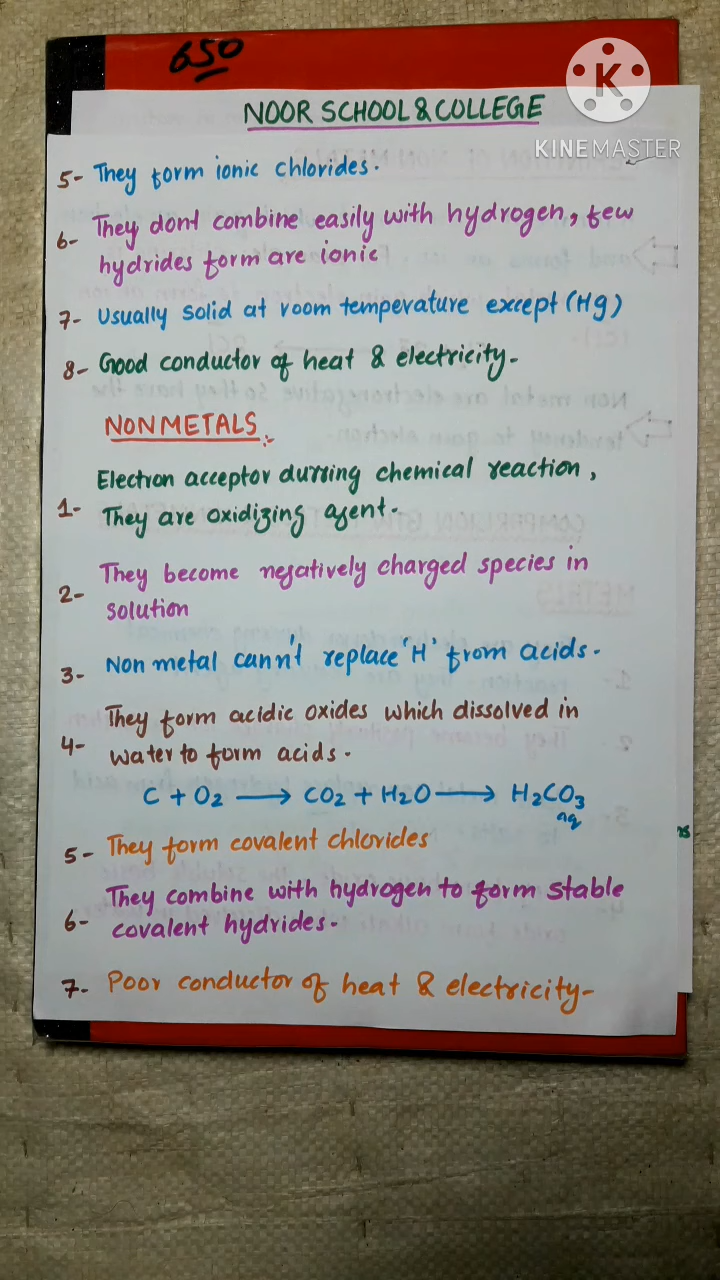 650
K
NOOR SCHOOL & COLLEGE
KINEMASTER
5- They form ionic chlorides.
6- They dont combine easily with hydrogen, few
hydrides form are ionic
7- Usually solid at room temperature except (Hg)
8- Good conductor of heat & electricity-
NONMETALS:-
Electron acceptor durring chemical reaction,
1- They are oxidizing agent-
They become negatively charged species in
2- solution
3- Non metal cann't replace 'H' from acids.
They form acidic oxides which dissolved in
4- water to form acids.
C + O2 ⟶ CO2 + H2O ⟶ H2CO3
aq
5- They form covalent chlorides
They combine with hydrogen to form stable
6- covalent hydrides.
7- Poor conductor of heat & electricity-